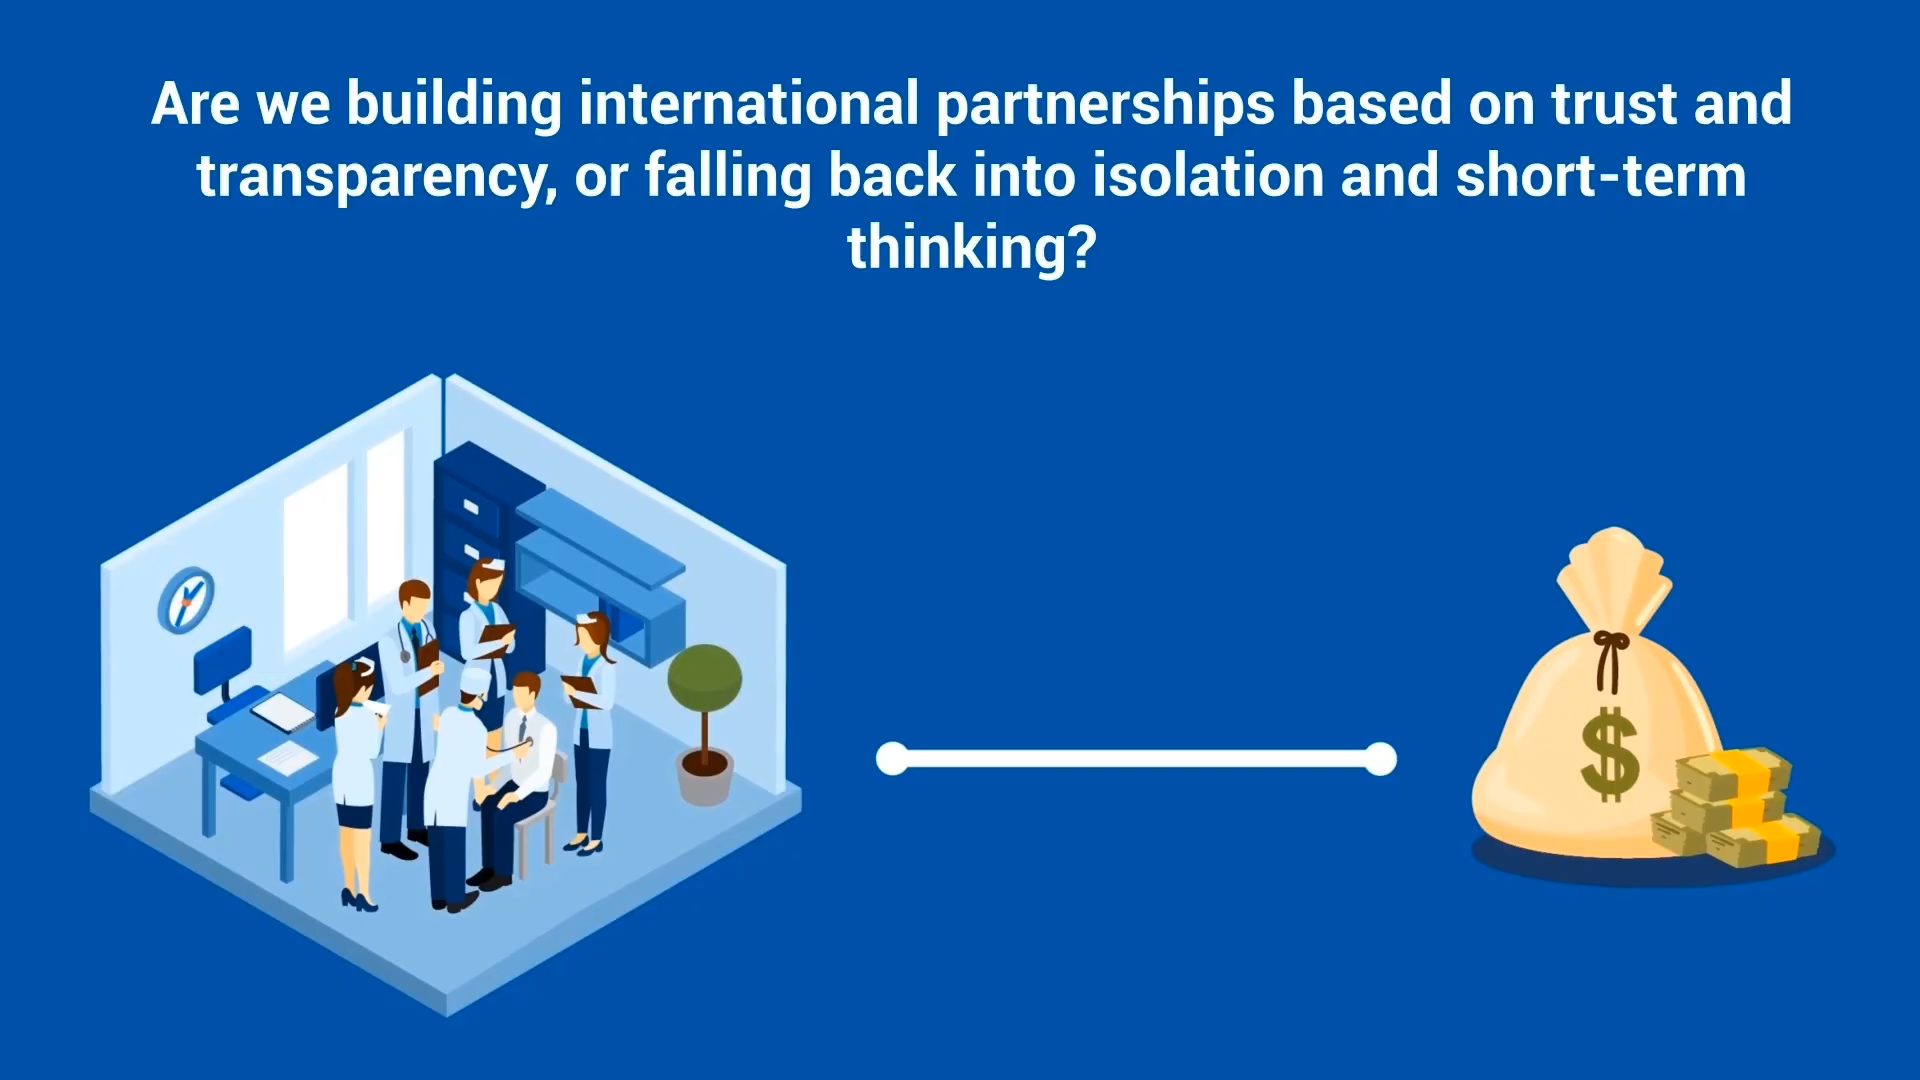 Are we building international partnerships based on trust and
transparency, or falling back into isolation and short-term
thinking?
$